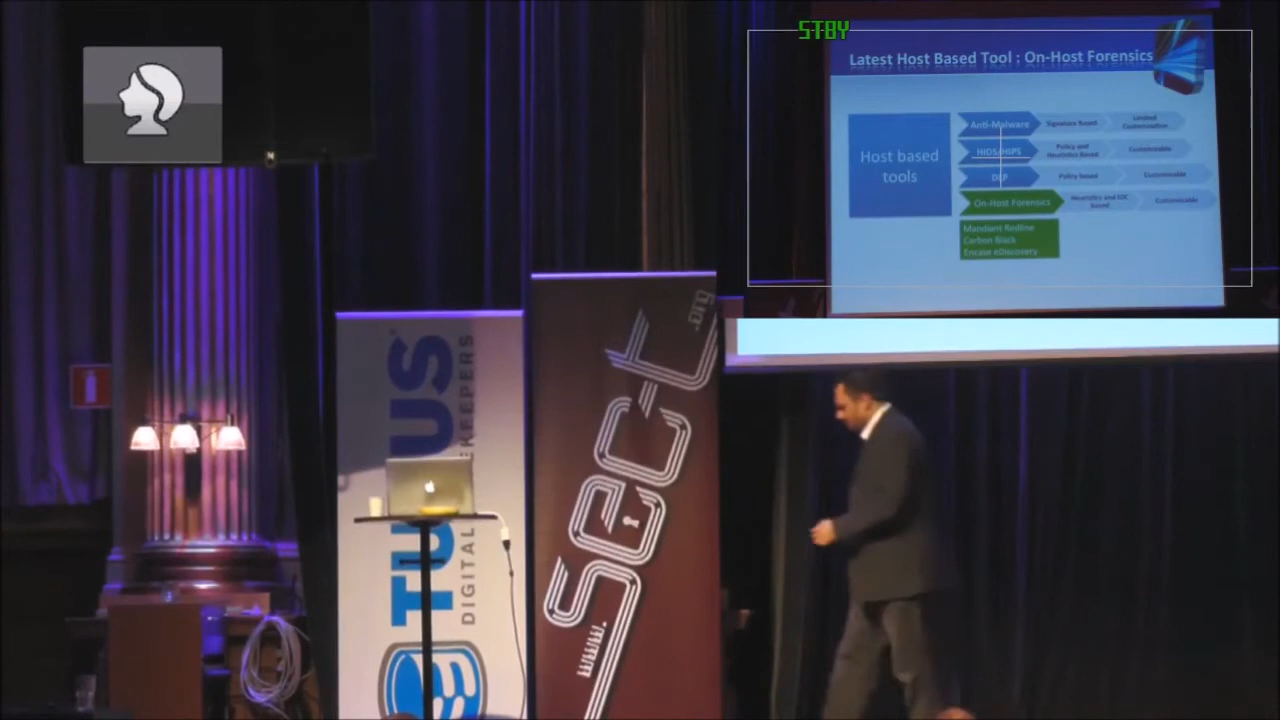 STBY
Latest Host Based Tool : On-Host Forensics
Host based
tools
Anti-Malware
Signature Based
Limited
Customization
HIDS/HIPS
Policy and
Heuristics Based
Customizable
DLP
Policy based
Customizable
On-Host Forensics
Heuristics and IOC
based
Customizable
Mandiant Redline
Carbon Black
Encase eDiscovery
DIGITAL
KEEPERS
www.
Sec-t
.org